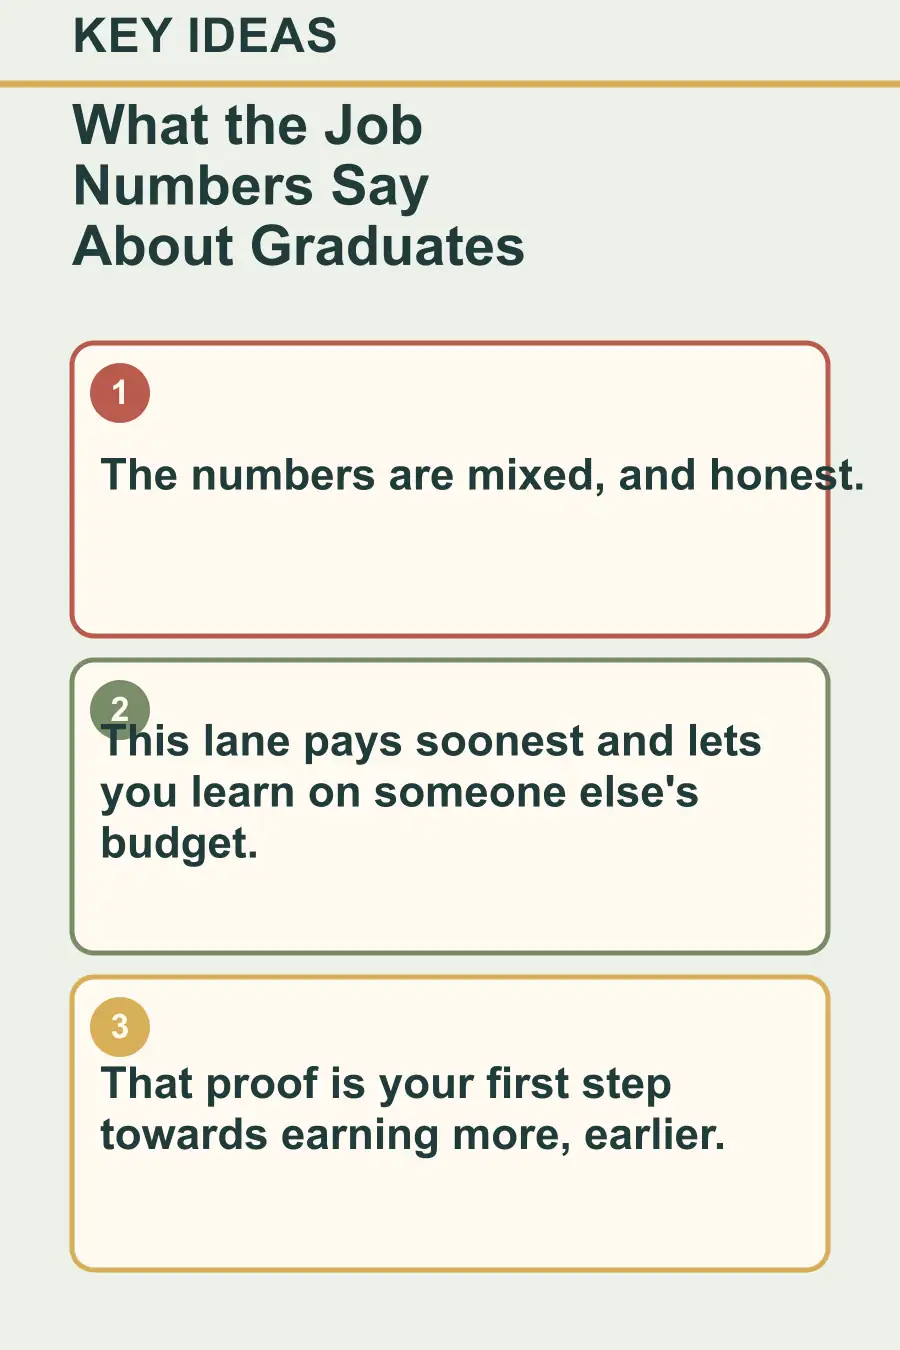 KEY IDEAS
What the Job
Numbers Say
About Graduates
1
The numbers are mixed, and honest.
2
This lane pays soonest and lets
you learn on someone else's
budget.
3
That proof is your first step
towards earning more, earlier.